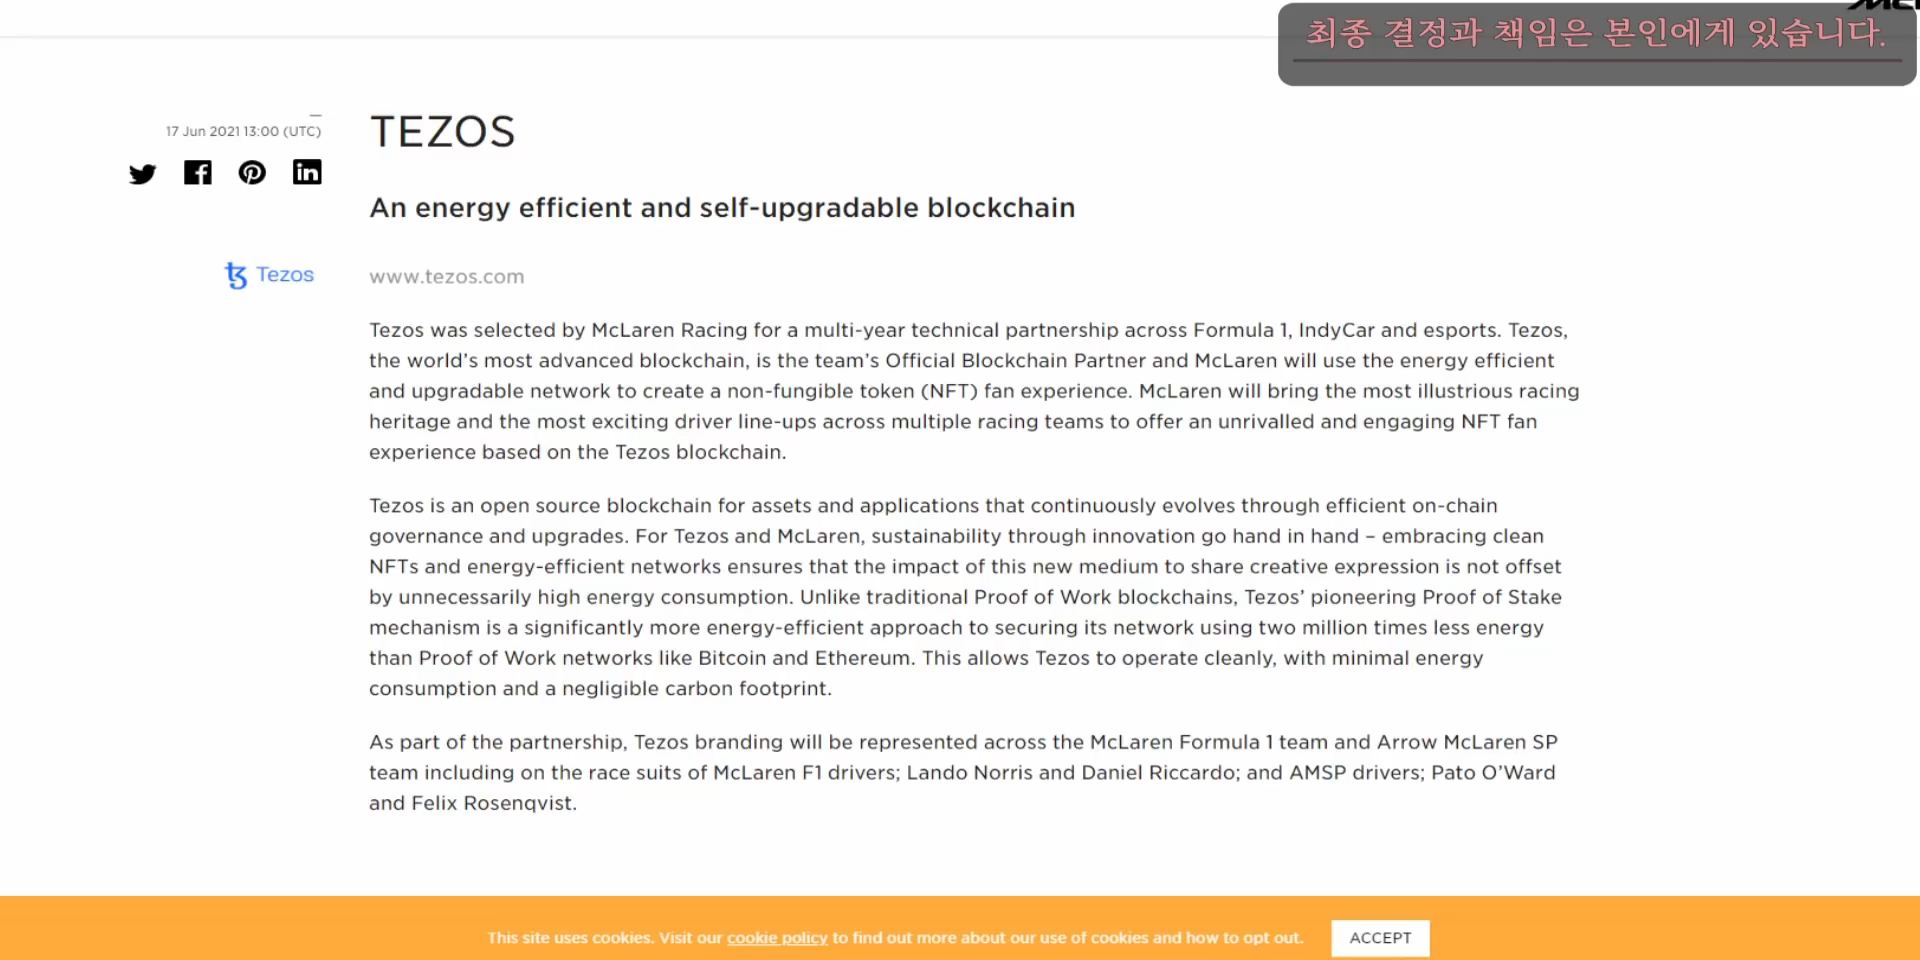 최종 결정과 책임은 본인에게 있습니다.
17 Jun 2021 13:00 (UTC)
TEZOS
An energy efficient and self-upgradable blockchain
Tezos
www.tezos.com
Tezos was selected by McLaren Racing for a multi-year technical partnership across Formula 1, IndyCar and esports. Tezos,
the world’s most advanced blockchain, is the team’s Official Blockchain Partner and McLaren will use the energy efficient
and upgradable network to create a non-fungible token (NFT) fan experience. McLaren will bring the most illustrious racing
heritage and the most exciting driver line-ups across multiple racing teams to offer an unrivalled and engaging NFT fan
experience based on the Tezos blockchain.
Tezos is an open source blockchain for assets and applications that continuously evolves through efficient on-chain
governance and upgrades. For Tezos and McLaren, sustainability through innovation go hand in hand – embracing clean
NFTs and energy-efficient networks ensures that the impact of this new medium to share creative expression is not offset
by unnecessarily high energy consumption. Unlike traditional Proof of Work blockchains, Tezos’ pioneering Proof of Stake
mechanism is a significantly more energy-efficient approach to securing its network using two million times less energy
than Proof of Work networks like Bitcoin and Ethereum. This allows Tezos to operate cleanly, with minimal energy
consumption and a negligible carbon footprint.
As part of the partnership, Tezos branding will be represented across the McLaren Formula 1 team and Arrow McLaren SP
team including on the race suits of McLaren F1 drivers; Lando Norris and Daniel Riccardo; and AMSP drivers; Pato O’Ward
and Felix Rosenqvist.
This site uses cookies. Visit our cookie policy to find out more about our use of cookies and how to opt out.
ACCEPT